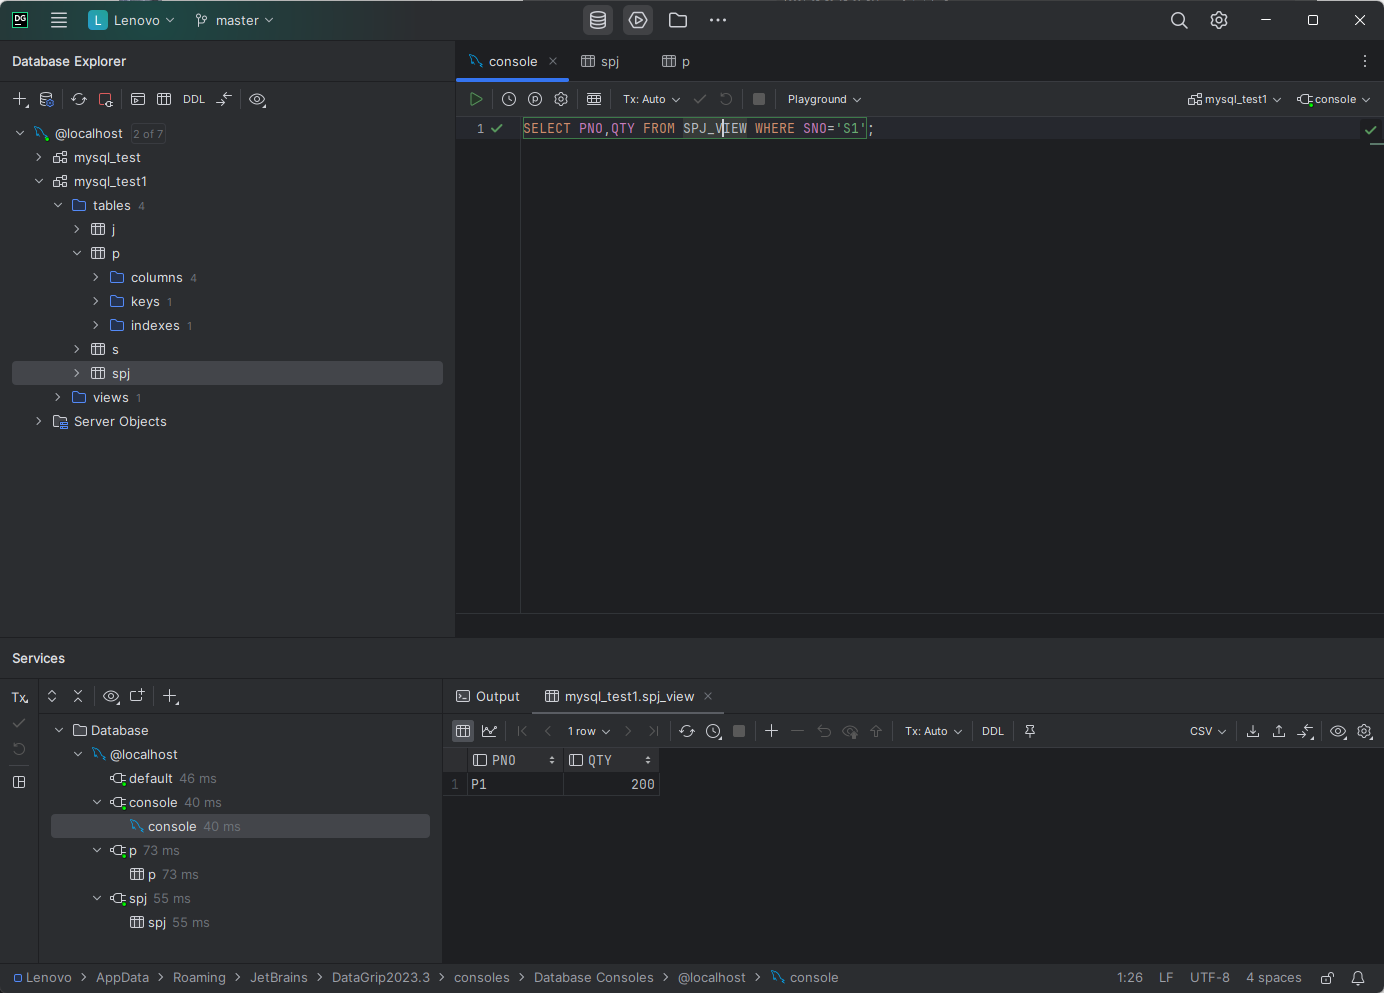 DG L Lenovo master
Database Explorer
DDL
@localhost 2 of 7
mysql_test
mysql_test1
tables 4
j
p
columns 4
keys 1
indexes 1
s
spj
views 1
Server Objects
console spj p
Tx: Auto Playground mysql_test1 console
1 SELECT PNO,QTY FROM SPJ_VIEW WHERE SNO='S1';
Services
Tx
Database
@localhost
default 46 ms
console 40 ms
console 40 ms
p 73 ms
p 73 ms
spj 55 ms
spj 55 ms
Output mysql_test1.spj_view
1 row Tx: Auto DDL CSV
PNO QTY
1 P1 200
Lenovo > AppData > Roaming > JetBrains > DataGrip2023.3 > consoles > Database Consoles > @localhost > console
1:26 LF UTF-8 4 spaces